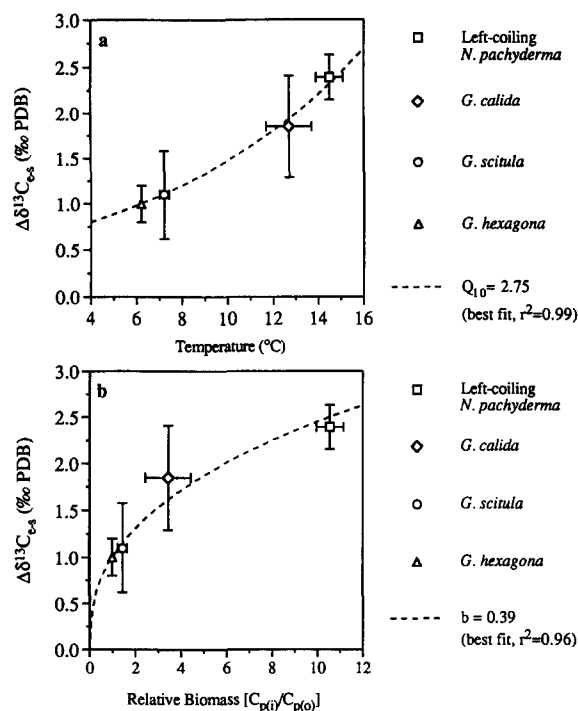 a
3.0
2.5
2.0
1.5
1.0
0.5
0.0
Δδ¹³Cₑ₋ₛ (‰ PDB)
4 6 8 10 12 14 16
Temperature (°C)
Left-coiling
N. pachyderma
G. calida
G. scitula
G. hexagona
Q₁₀= 2.75
(best fit, r²=0.99)
b
3.0
2.5
2.0
1.5
1.0
0.5
0.0
Δδ¹³Cₑ₋ₛ (‰ PDB)
0 2 4 6 8 10 12
Relative Biomass [Cp(i)/Cp(o)]
Left-coiling
N. pachyderma
G. calida
G. scitula
G. hexagona
b = 0.39
(best fit, r²=0.96)